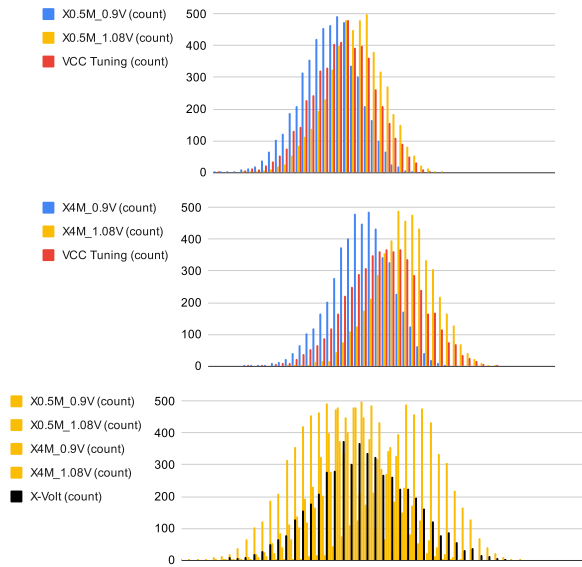 X0.5M_0.9V (count)
X0.5M_1.08V (count)
VCC Tuning (count)
500
400
300
200
100
0
X4M_0.9V (count)
X4M_1.08V (count)
VCC Tuning (count)
500
400
300
200
100
0
X0.5M_0.9V (count)
X0.5M_1.08V (count)
X4M_0.9V (count)
X4M_1.08V (count)
X-Volt (count)
500
400
300
200
100
0